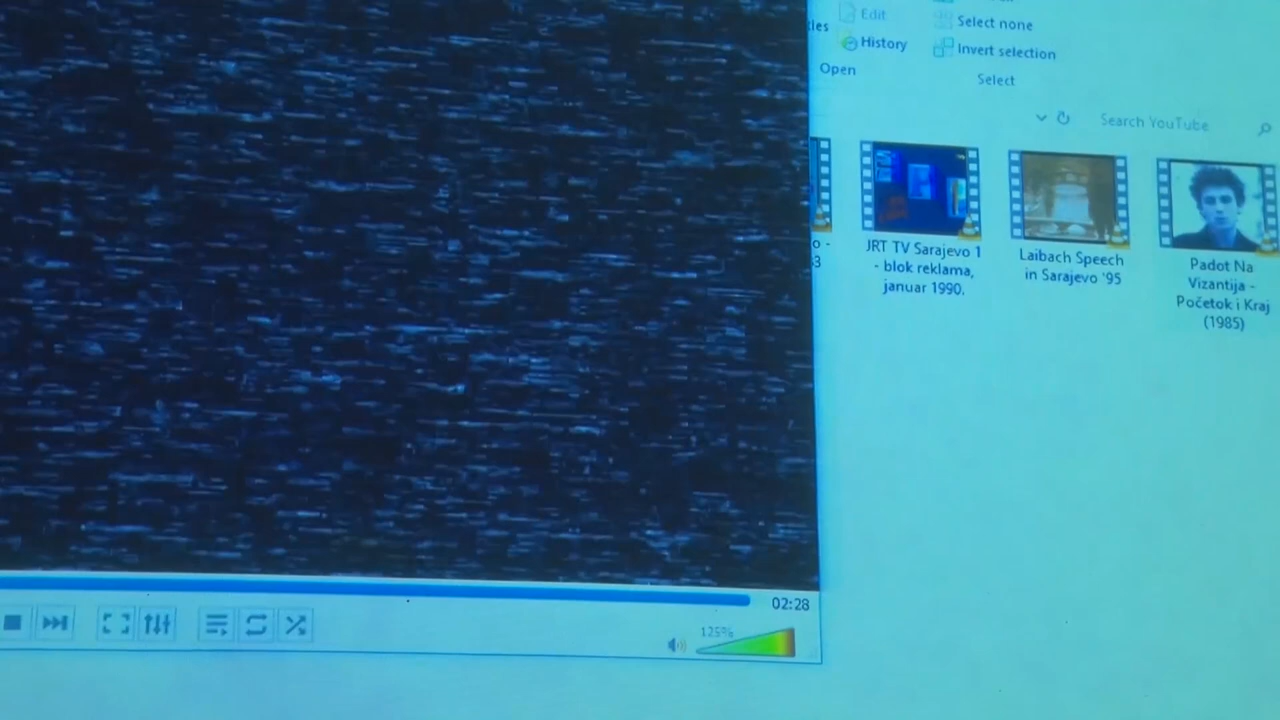 Edit
Select none
History
Invert selection
Open
Select
Search YouTube
JRT TV Sarajevo 1
- blok reklama,
januar 1990.
Laibach Speech
in Sarajevo '95
Padot Na
Vizantija -
Početok i Kraj
(1985)
02:28
125%